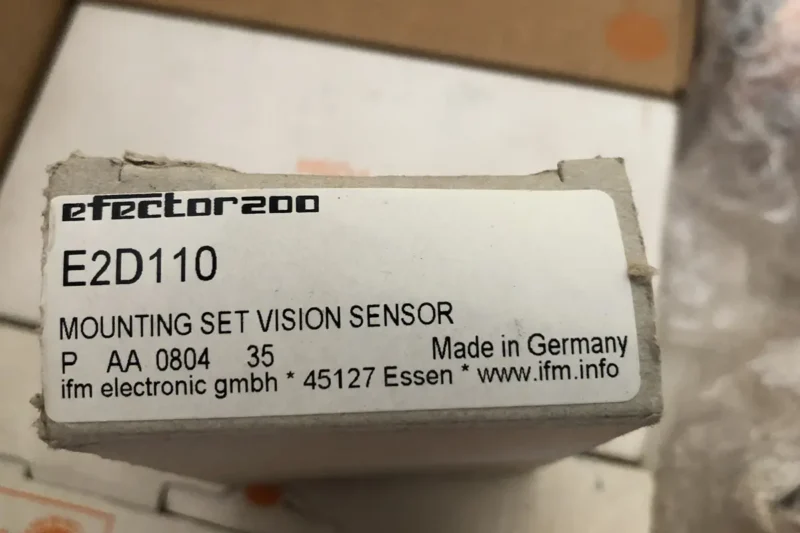 efector200
E2D110
MOUNTING SET VISION SENSOR
P AA 0804 35 Made in Germany
ifm electronic gmbh * 45127 Essen * www.ifm.info